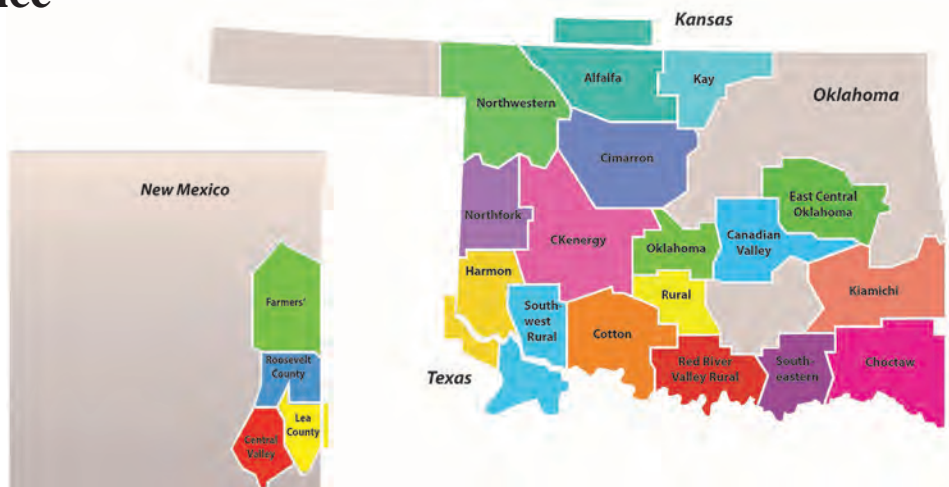 Kansas
Alfalfa
Kay
Northwestern
Oklahoma
Cimarron
New Mexico
East Central
Oklahoma
Northfork
CKenergy
Oklahoma
Canadian
Valley
Harmon
Rural
Kiamichi
Farmers'
South-
west
Rural
Cotton
Roosevelt
County
Texas
Red River
Valley Rural
South-
eastern
Choctaw
Lea
County
Central
Valley